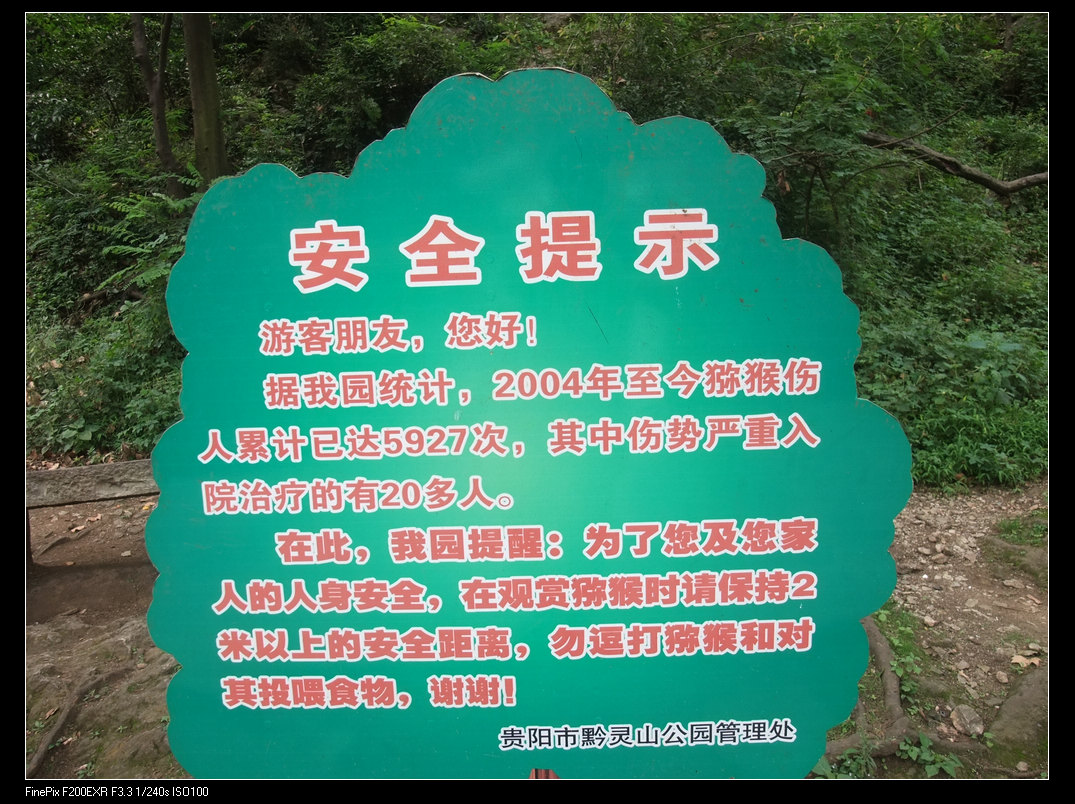 安全提示
游客朋友，您好！
据我园统计，2004年至今猕猴伤
人累计已达5927次，其中伤势严重入
院治疗的有20多人。
在此，我园提醒：为了您及您家
人的人身安全，在观赏猕猴时请保持2
米以上的安全距离，勿逗打猕猴和对
其投喂食物，谢谢！
贵阳市黔灵山公园管理处
FinePix F200EXR F3.3 1/240s ISO100